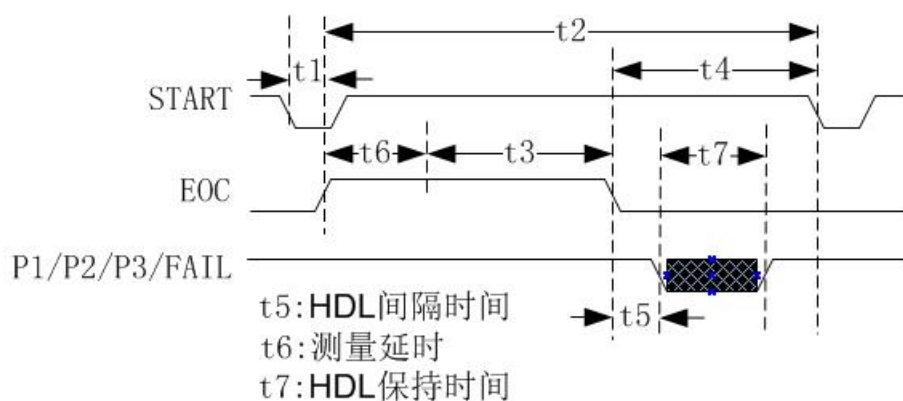 t2
t1
t4
START
t6
t3
t7
EOC
P1/P2/P3/FAIL
t5:HDL间隔时间
t5
t6:测量延时
t7:HDL保持时间